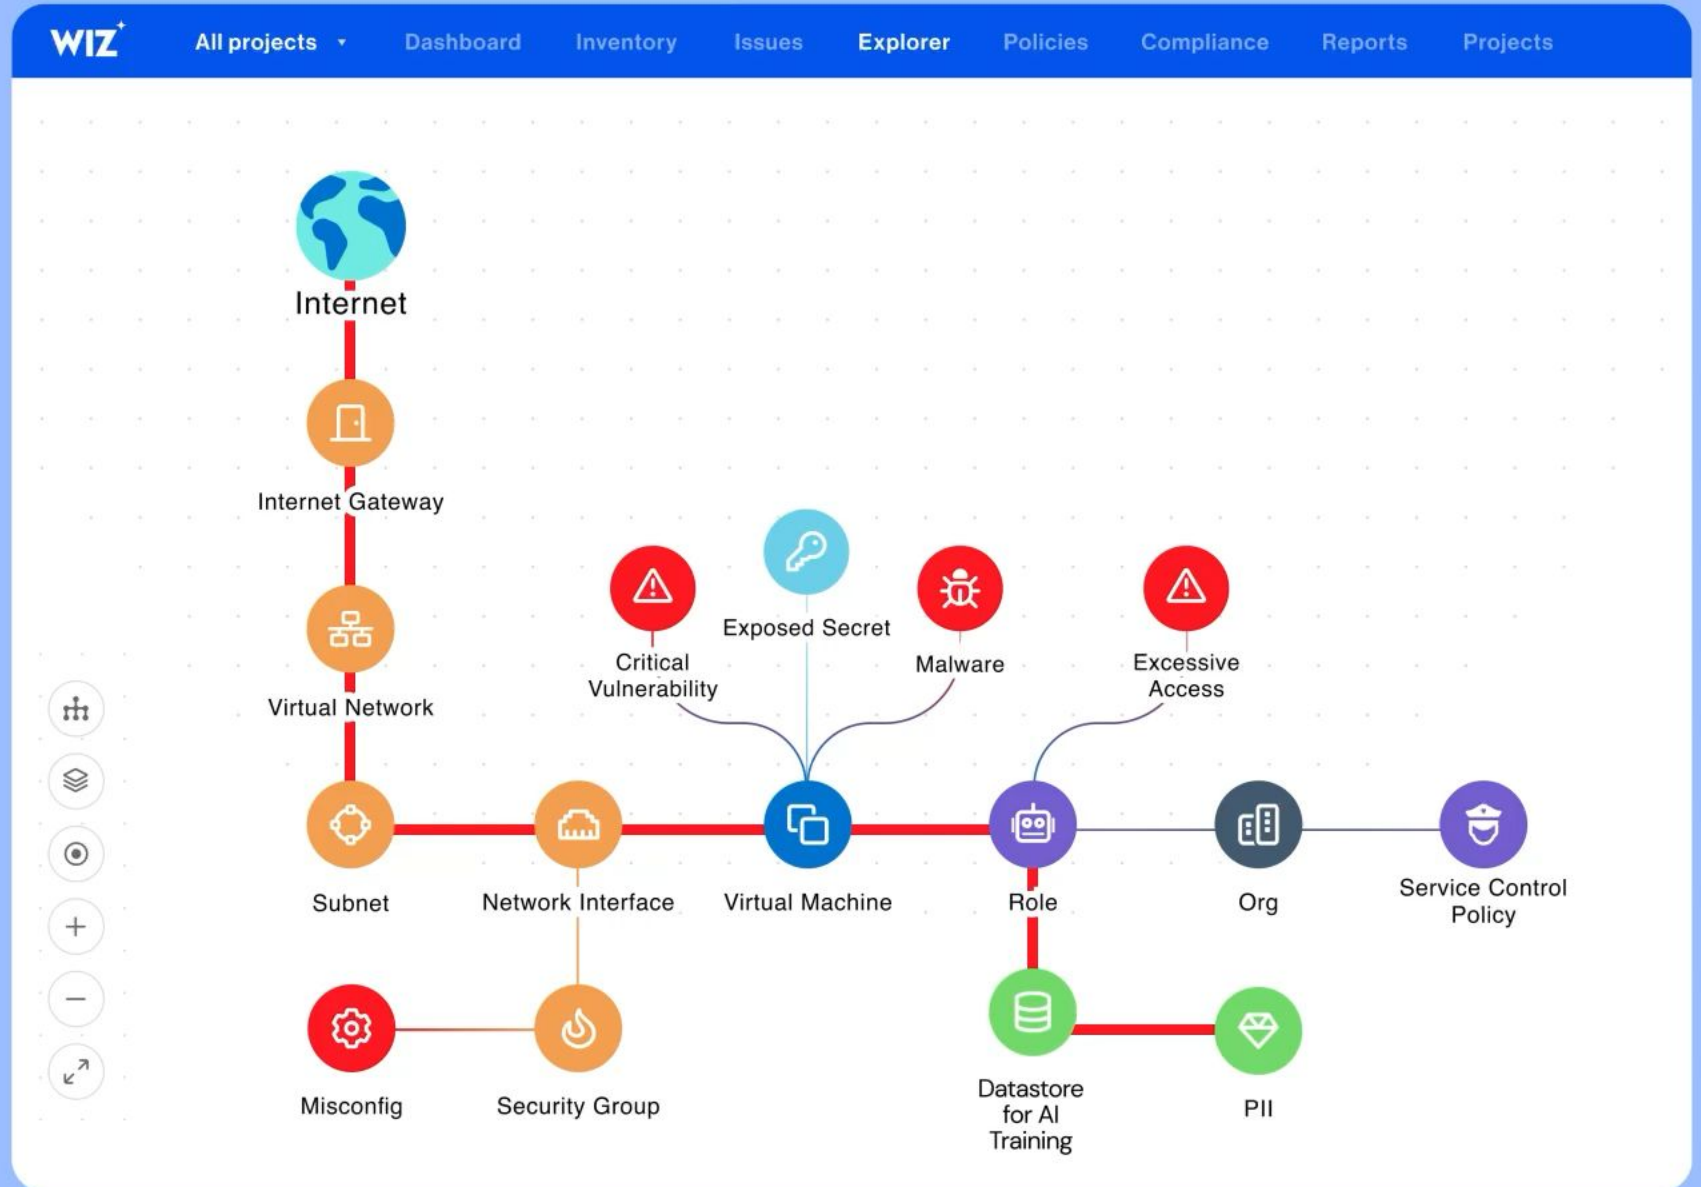 WIZ
All projects
Dashboard
Inventory
Issues
Explorer
Policies
Compliance
Reports
Projects
Internet
Internet Gateway
Virtual Network
Exposed Secret
Critical
Vulnerability
Malware
Excessive
Access
Subnet
Network Interface
Virtual Machine
Role
Org
Service Control
Policy
Misconfig
Security Group
Datastore
for AI
Training
PII